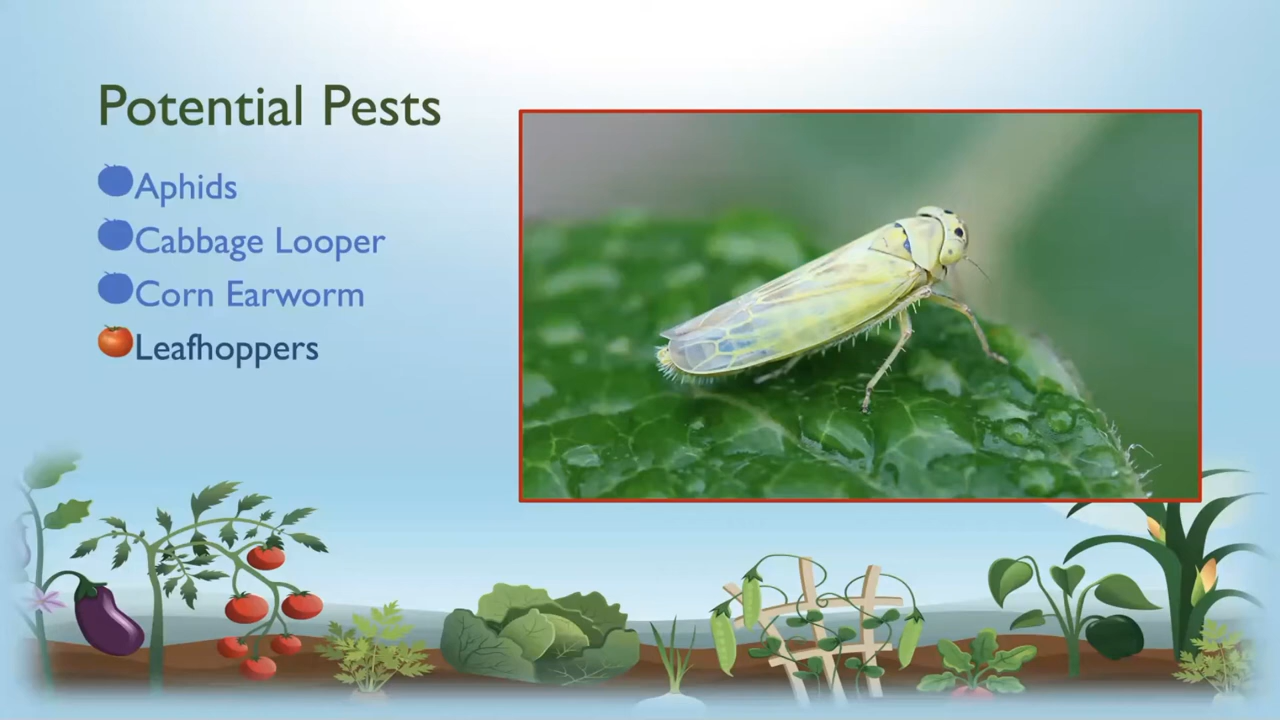 Potential Pests
Aphids
Cabbage Looper
Corn Earworm
Leafhoppers